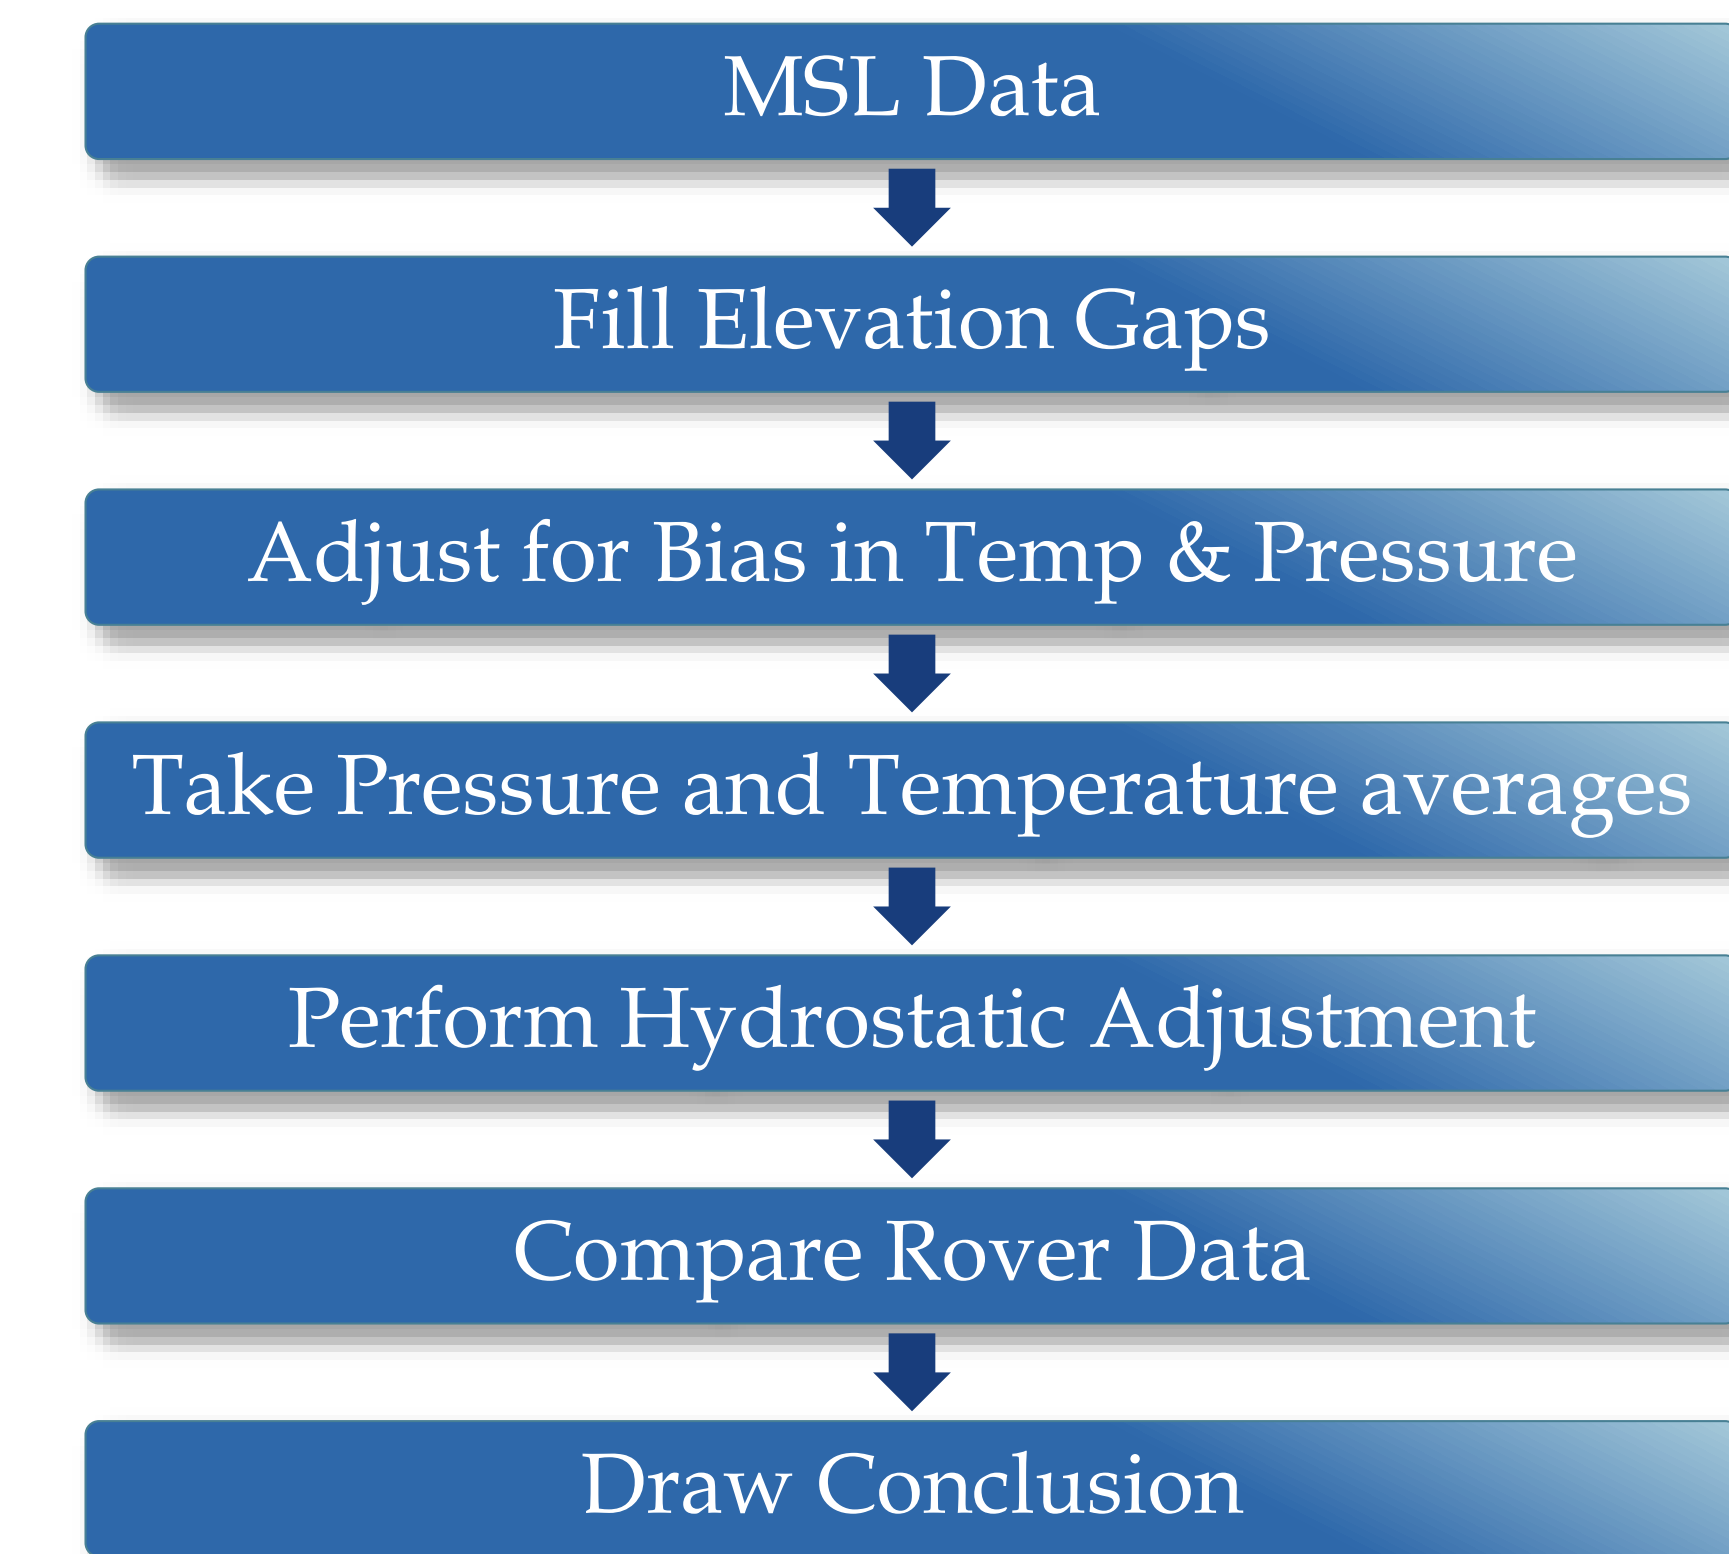 MSL Data
Fill Elevation Gaps
Adjust for Bias in Temp & Pressure
Take Pressure and Temperature averages
Perform Hydrostatic Adjustment
Compare Rover Data
Draw Conclusion